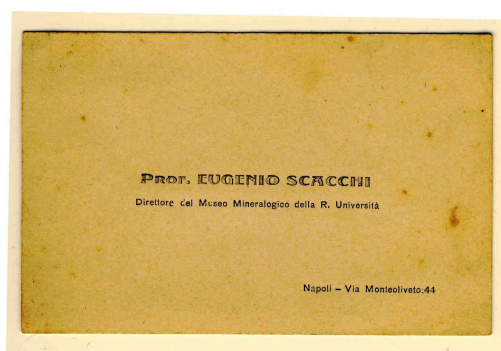 Prof. EUGENIO SCACCHI
Direttore del Museo Mineralogico della R. Università
Napoli – Via Monteoliveto:44